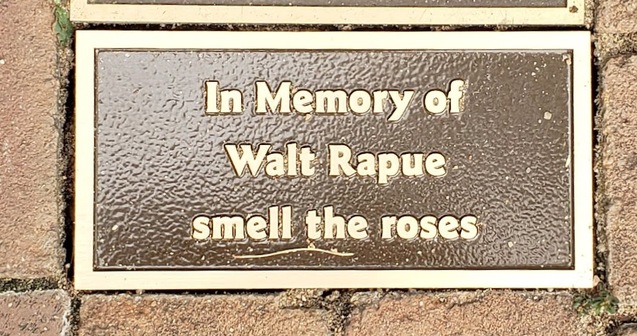 In Memory of
Walt Rapue
smell the roses